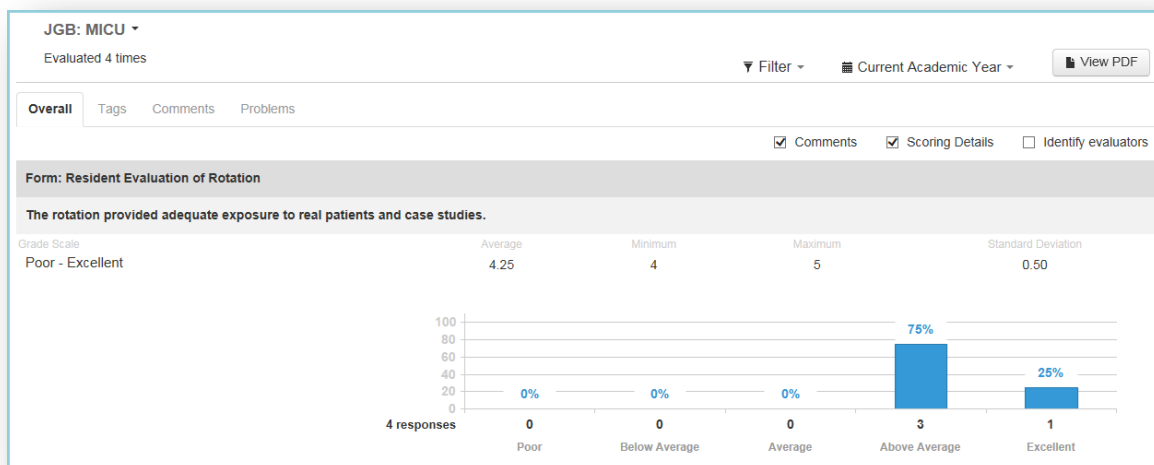 JGB: MICU
Evaluated 4 times
Filter
Current Academic Year
View PDF
Overall Tags Comments Problems
Comments Scoring Details Identify evaluators
Form: Resident Evaluation of Rotation
The rotation provided adequate exposure to real patients and case studies.
Grade Scale Average Minimum Maximum Standard Deviation
Poor - Excellent 4.25 4 5 0.50
100
80
60
40
20
0
0% 0% 0% 75% 25%
4 responses 0 0 0 3 1
Poor Below Average Average Above Average Excellent